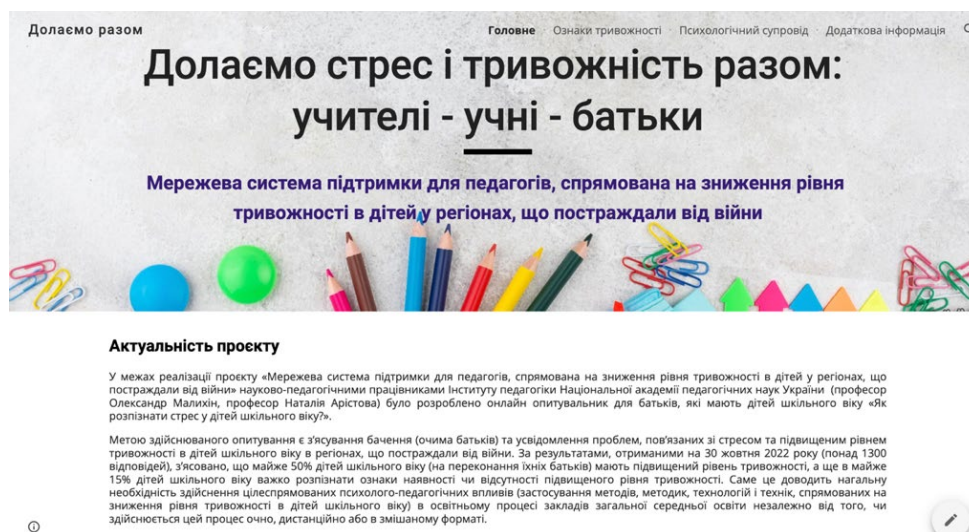 Долаємо разом
Головне Ознаки тривожності Психологічний супровід Додаткова інформація
Долаємо стрес і тривожність разом:
учителі - учні - батьки
Мережева система підтримки для педагогів, спрямована на зниження рівня
тривожності в дітей у регіонах, що постраждали від війни
Актуальність проєкту
У межах реалізації проєкту «Мережева система підтримки для педагогів, спрямована на зниження рівня тривожності в дітей у регіонах, що
постраждали від війни» науково-педагогічними працівниками Інституту педагогіки Національної академії педагогічних наук України (професор
Олександр Малихін, професор Наталія Арістова) було розроблено онлайн опитувальник для батьків, які мають дітей шкільного віку «Як
розпізнати стрес у дітей шкільного віку?».
Метою здійснюваного опитування є з'ясування бачення (очима батьків) та усвідомлення проблем, пов'язаних зі стресом та підвищеним рівнем
тривожності в дітей шкільного віку в регіонах, що постраждали від війни. За результатами, отриманими на 30 жовтня 2022 року (понад 1300
відповідей), з'ясовано, що майже 50% дітей шкільного віку (на переконання їхніх батьків) мають підвищений рівень тривожності, а ще в майже
15% дітей шкільного віку важко розпізнати ознаки наявності чи відсутності підвищеного рівня тривожності. Саме це доводить нагальну
необхідність здійснення цілеспрямованих психолого-педагогічних впливів (застосування методів, методик, технологій і технік, спрямованих на
зниження рівня тривожності в дітей шкільного віку) в освітньому процесі закладів загальної середньої освіти незалежно від того, чи
здійснюється цей процес очно, дистанційно або в змішаному форматі.